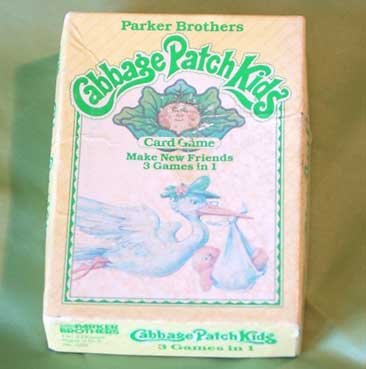 Parker Brothers
Cabbage Patch Kids
Card Game
Make New Friends
3 Games in 1
PARKER
BROTHERS
Cabbage Patch Kids
3 Games in 1